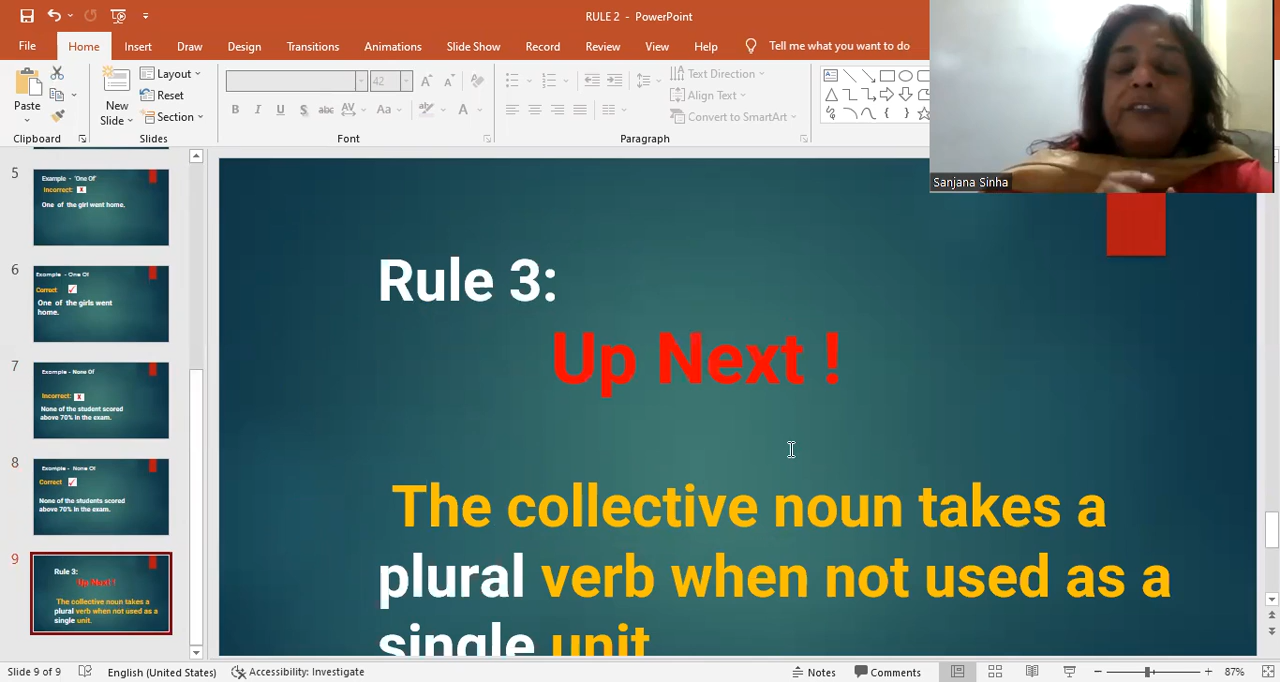 RULE 2 - PowerPoint
File Home Insert Draw Design Transitions Animations Slide Show Record Review View Help Tell me what you want to do
Paste
Clipboard
New
Slide
Layout
Reset
Section
Slides
42
B I U S abc AV Aa A
Font
Text Direction
Align Text
Convert to SmartArt
Paragraph
Sanjana Sinha
5
Example - 'One Of'
Incorrect: x
One of the girl went home.
6
Example - One Of
Correct
One of the girls went
home.
7
Example - None Of
Incorrect: x
None of the student scored
above 70% in the exam.
8
Example - None Of
Correct
None of the students scored
above 70% in the exam.
9
Rule 3:
Up Next !
The collective noun takes a
plural verb when not used as a
single unit.
Rule 3:
Up Next !
The collective noun takes a
plural verb when not used as a
single unit
Slide 9 of 9 English (United States) Accessibility: Investigate Notes Comments 87%